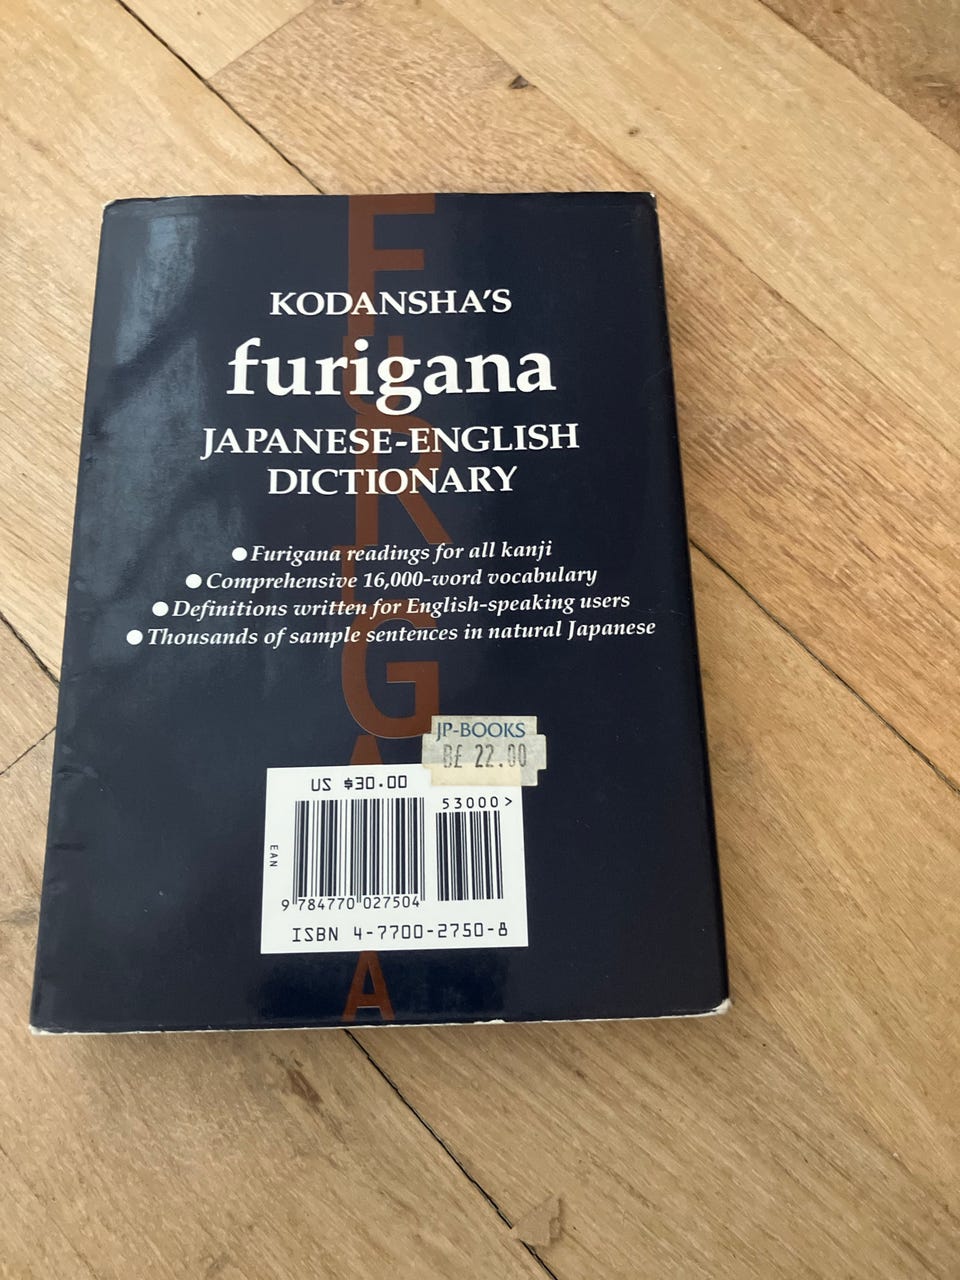 FURIGANA
KODANSHA'S
furigana
JAPANESE-ENGLISH
DICTIONARY
● Furigana readings for all kanji
● Comprehensive 16,000-word vocabulary
● Definitions written for English-speaking users
● Thousands of sample sentences in natural Japanese
JP-BOOKS
B£ 22.00
US $30.00
53000>
EAN
9 784770 027504
ISBN 4-7700-2750-8